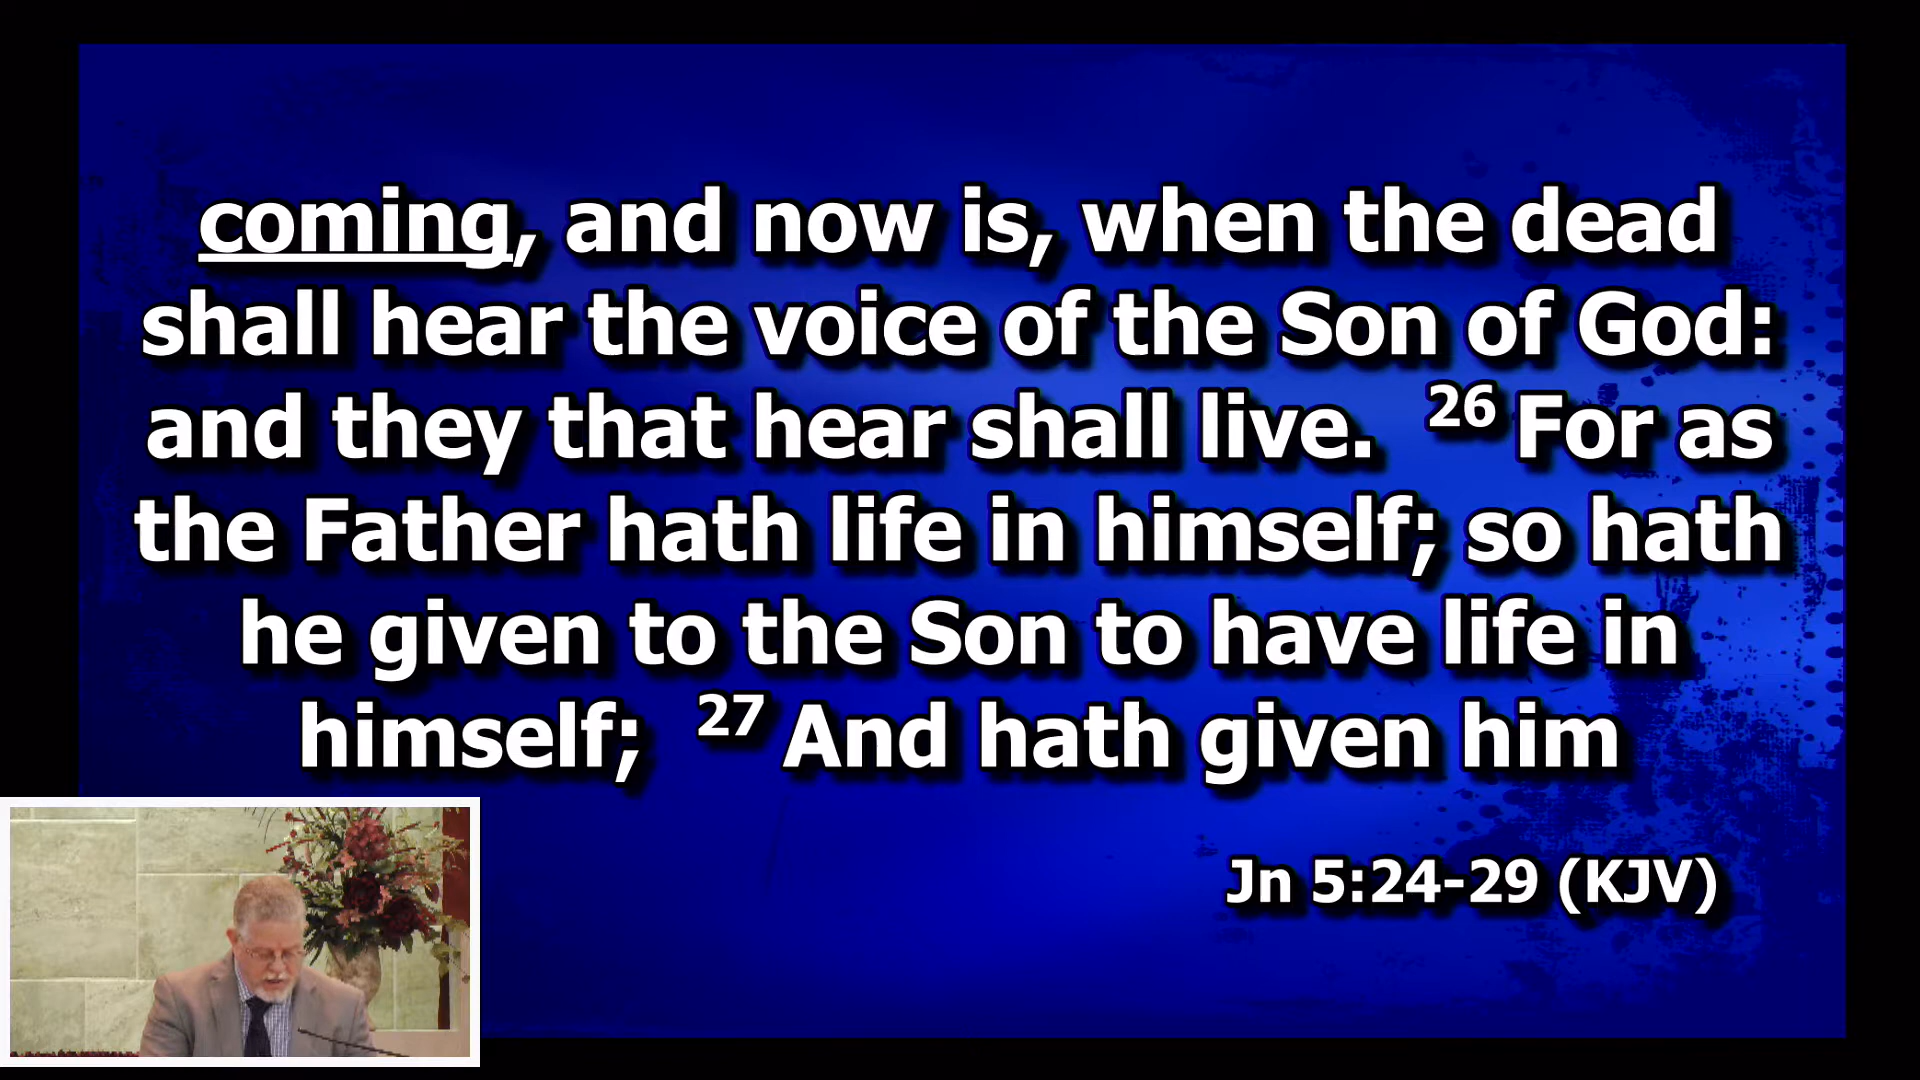 coming, and now is, when the dead
shall hear the voice of the Son of God:
and they that hear shall live. 26 For as
the Father hath life in himself; so hath
he given to the Son to have life in
himself; 27 And hath given him
Jn 5:24-29 (KJV)